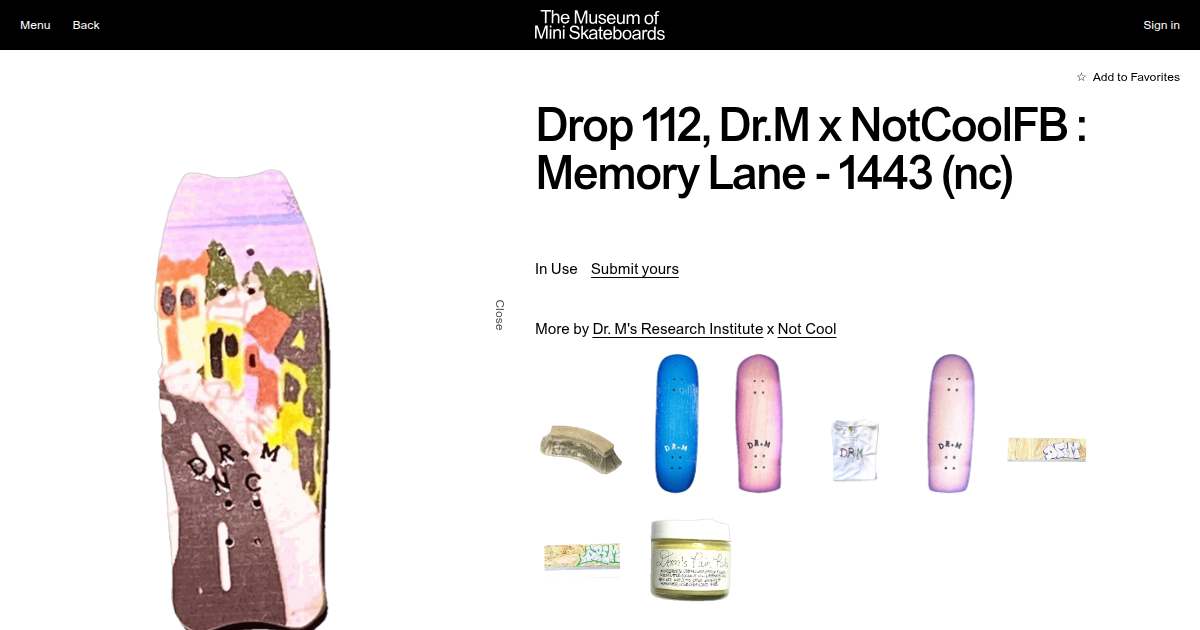 Menu
Back
The Museum of
Mini Skateboards
Sign in
☆ Add to Favorites
Drop 112, Dr.M x NotCoolFB :
Memory Lane - 1443 (nc)
In Use
Submit yours
Close
More by Dr. M's Research Institute x Not Cool
DR.M
NC
DR.M
DR.M
DRM
DR.M